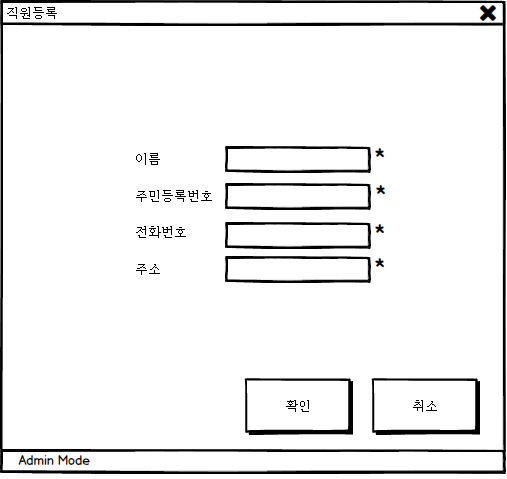 직원등록
이름 *
주민등록번호 *
전화번호 *
주소 *
확인 취소
Admin Mode